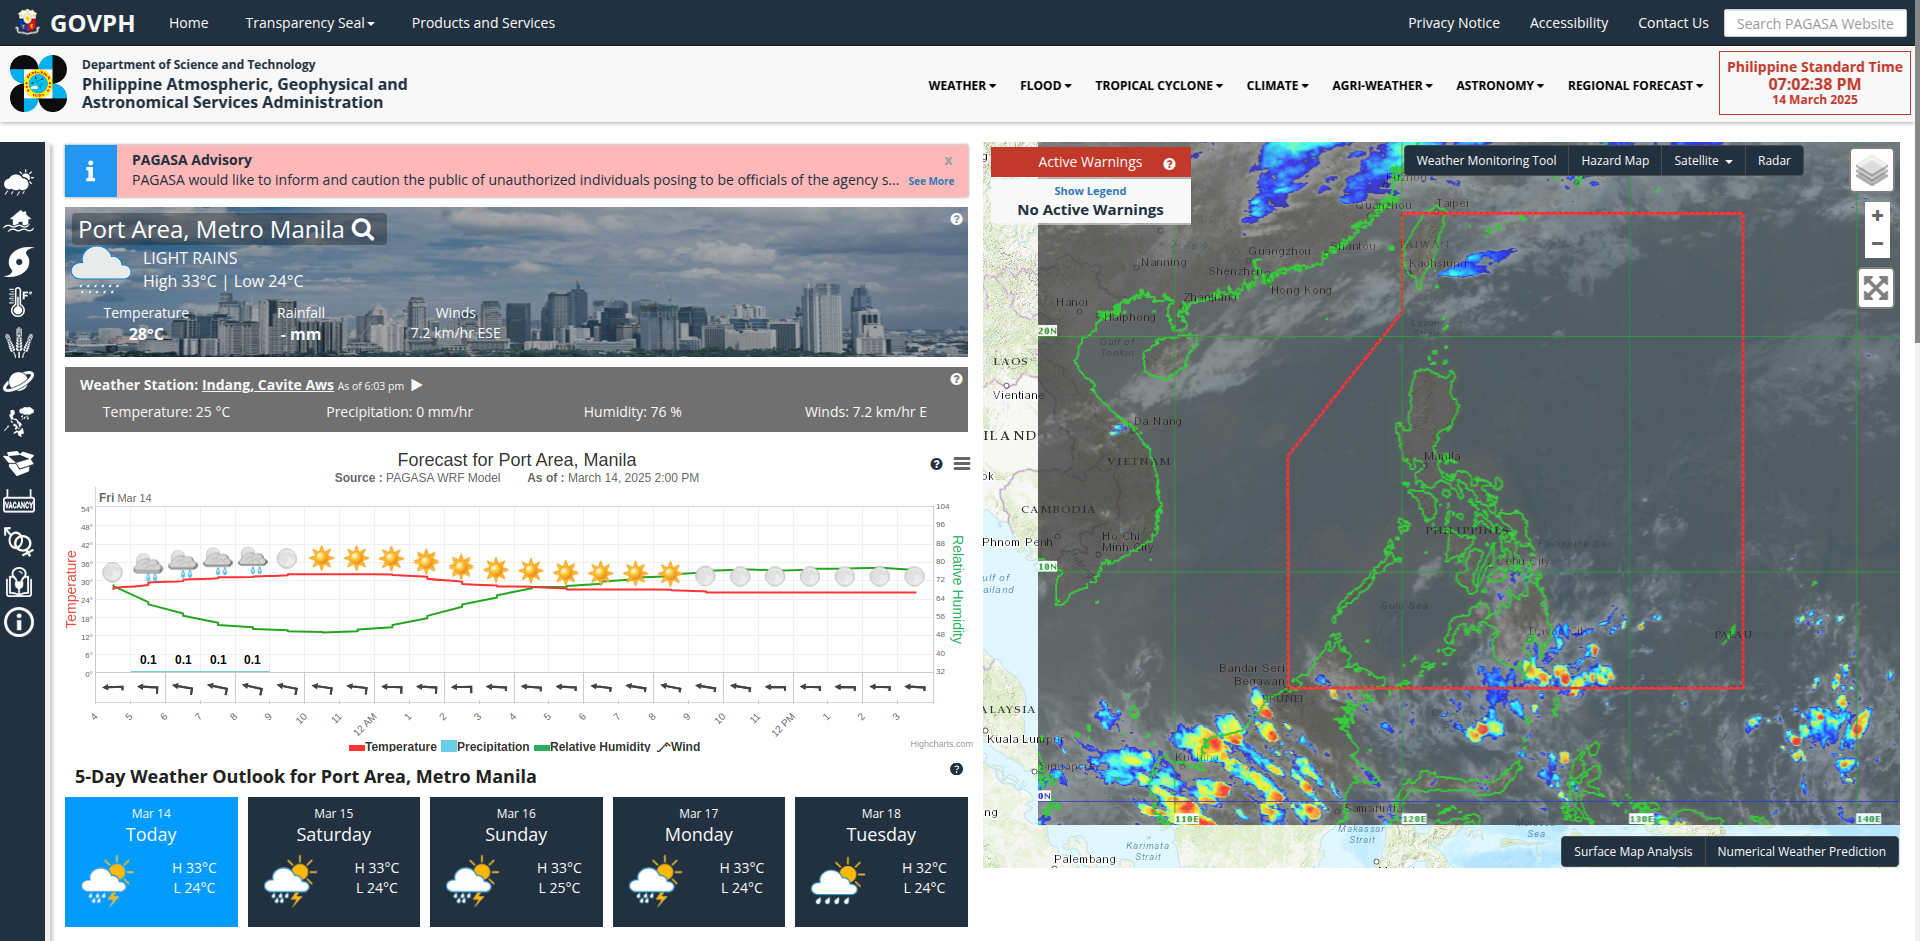 GOVPH
Home
Transparency Seal
Products and Services
Privacy Notice
Accessibility
Contact Us
Search PAGASA Website
Department of Science and Technology
Philippine Atmospheric, Geophysical and
Astronomical Services Administration
WEATHER
FLOOD
TROPICAL CYCLONE
CLIMATE
AGRI-WEATHER
ASTRONOMY
REGIONAL FORECAST
Philippine Standard Time
07:02:38 PM
14 March 2025
VACANCY
PAGASA Advisory
x
PAGASA would like to inform and caution the public of unauthorized individuals posing to be officials of the agency s... See More
Port Area, Metro Manila
LIGHT RAINS
High 33°C | Low 24°C
Temperature
Rainfall
Winds
28°C
- mm
7.2 km/hr ESE
Weather Station: Indang, Cavite Aws As of 6:03 pm
Temperature: 25 °C
Precipitation: 0 mm/hr
Humidity: 76 %
Winds: 7.2 km/hr E
Forecast for Port Area, Manila
Source : PAGASA WRF Model As of : March 14, 2025 2:00 PM
Fri Mar 14
Temperature
54°
48°
42°
36°
30°
24°
18°
12°
6°
0°
104
96
88
80
72
64
56
48
40
32
Relative Humidity
0.1 0.1 0.1 0.1
4 5 6 7 8 9 10 11 12 AM 1 2 3 4 5 6 7 8 9 10 11 12 PM 1 2 3
Temperature Precipitation Relative Humidity Wind
Highcharts.com
5-Day Weather Outlook for Port Area, Metro Manila
Mar 14
Today
H 33°C
L 24°C
Mar 15
Saturday
H 33°C
L 24°C
Mar 16
Sunday
H 33°C
L 25°C
Mar 17
Monday
H 33°C
L 24°C
Mar 18
Tuesday
H 32°C
L 24°C
Active Warnings
Show Legend
No Active Warnings
Weather Monitoring Tool
Hazard Map
Satellite
Radar
+
−
Fuzhou
Quanzhou
Taipei
TAIWAN
Kaohsiung
Guangzhou
Shantou
Nanning
Shenzhen
Hong Kong
Zhanjiang
Hanoi
Haiphong
Gulf of
Tonkin
Luzon
Strait
20N
LAOS
Vientiane
Da Nang
ILAND
VIETNAM
Manila
ok
CAMBODIA
Phnom Penh
Ho Chi
Minh City
PHILIPPINES
Philippine Sea
Cebu City
10N
ulf of
ailand
Sulu Sea
Davao City
PALAU
Bandar Seri
Begawan
BRUNEI
ALAYSIA
Kuala Lumpur
Kuching
Singapore
0N
ng
Samarinda
110E
120E
130E
140E
Makassar
Strait
Molucca
Sea
Karimata
Strait
Palembang
Surface Map Analysis
Numerical Weather Prediction